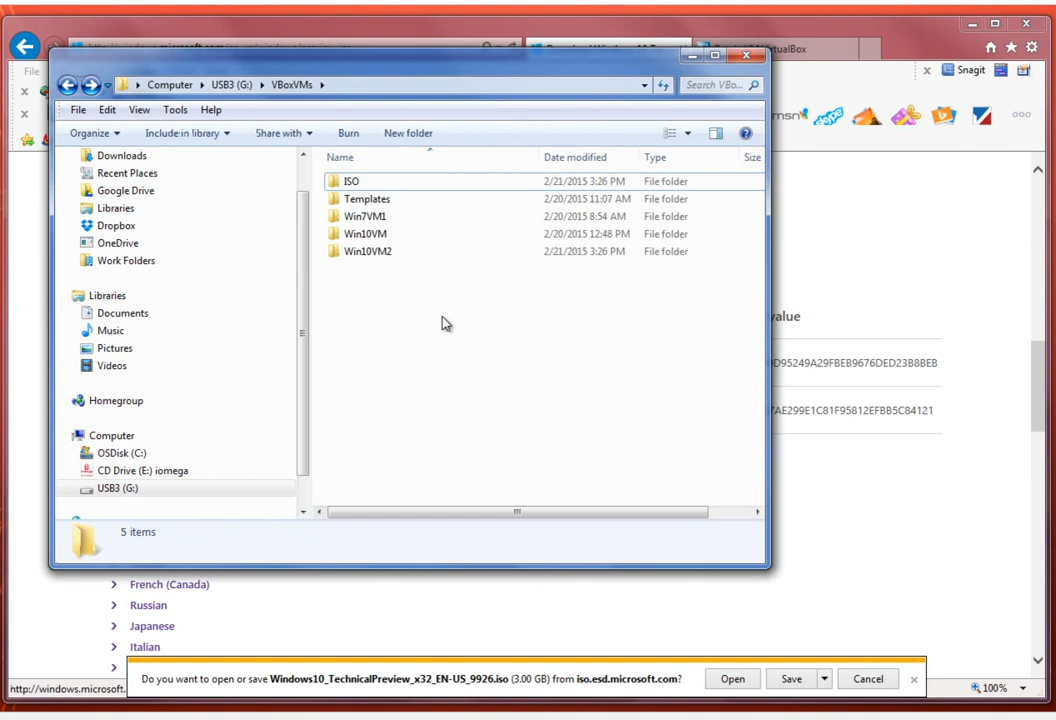 VirtualBox
File
Snagit
Computer USB3 (G:) VBoxVMs
Search VBo...
File Edit View Tools Help
msn
Organize Include in library Share with Burn New folder
Name Date modified Type Size
Downloads
Recent Places
Google Drive
Libraries
Dropbox
OneDrive
Work Folders
Libraries
Documents
Music
Pictures
Videos
Homegroup
Computer
OSDisk (C:)
CD Drive (E:) iomega
USB3 (G:)
ISO 2/21/2015 3:26 PM File folder
Templates 2/20/2015 11:07 AM File folder
Win7VM1 2/20/2015 8:54 AM File folder
Win10VM 2/20/2015 12:48 PM File folder
Win10VM2 2/21/2015 3:26 PM File folder
value
D95249A29FBEB9676DED23B8BEB
7AE299E1C81F95812EFBB5C84121
5 items
French (Canada)
Russian
Japanese
Italian
Do you want to open or save Windows10_TechnicalPreview_x32_EN-US_9926.iso (3.00 GB) from iso.esd.microsoft.com? Open Save Cancel
http://windows.microsoft. 100%